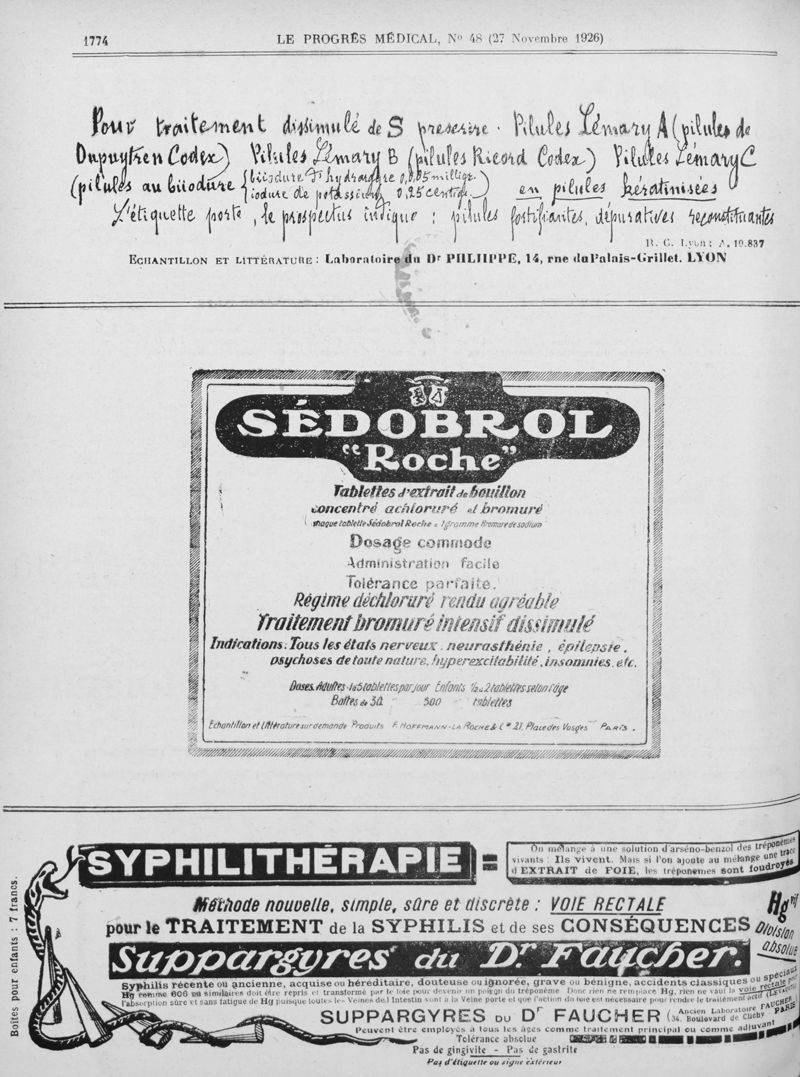 1774
LE PROGRÈS MÉDICAL, No 48 (27 Novembre 1926)
Pour traitement dissimulé de S prescrire. Pilules Lémary A (pilules de
Dupuytren Codex) Pilules Lémary B (pilules Ricord Codex) Pilules Lémary C
(pilules au biiodure {biiodure d'hydrargyre 0,005 millige.
iodure de potassium 0,25 centige.) en pilules kératinisées
L'étiquette porte, le prospectus indique : pilules fortifiantes, dépuratives reconstituantes
R. C. Lyon : A. 10.837
ECHANTILLON ET LITTÉRATURE : Laboratoire du Dr PHILIPPE, 14, rue du Palais-Grillet. LYON
SÉDOBROL
"Roche"
Tablettes d'extrait de bouillon
concentré achloruré et bromuré
(chaque tablette Sédobrol Roche = 1 gramme Bromure de sodium
Dosage commode
Administration facile
Tolérance parfaite.
Régime déchloruré rendu agréable
Traitement bromuré intensif dissimulé
Indications: Tous les états nerveux, neurasthénie, épilepsie,
psychoses de toute nature, hyperexcitabilité, insomnies, etc.
Doses. Adultes 1 à 5 tablettes par jour Enfants 1/2 à 2 tablettes selon l'âge
Boîtes de 30 - 500 - tablettes
Echantillon et Littérature sur demande Produits F. HOFFMANN-LA ROCHE & Co 21, Place des Vosges PARIS.
SYPHILITHÉRAPIE =
On mélange à une solution d'arséno-benzol des tréponèmes
vivants : Ils vivent. Mais si l'on ajoute au mélange une trace
d'EXTRAIT de FOIE, les tréponèmes sont foudroyés
Méthode nouvelle, simple, sûre et discrète : VOIE RECTALE
pour le TRAITEMENT de la SYPHILIS et de ses CONSÉQUENCES
Hg vif
Division
absolue
Suppargyres du Dr Faucher.
Syphilis récente ou ancienne, acquise ou héréditaire, douteuse ou ignorée, grave ou bénigne, accidents classiques ou spéciaux
Hg comme 606 ou similaires doit être repris et transformé par le foie pour devenir un poison du tréponème Donc rien ne remplace Hg, rien ne vaut la voie rectale pour
l'absorption sûre et sans fatigue de Hg puisque toutes les Veines de l'Intestin vont à la Veine porte et que l'action du foie est nécessaire pour rendre le traitement actif
SUPPARGYRES DU Dr FAUCHER
(Ancien Laboratoire FAUCHER
34, Boulevard de Clichy PARIS
Peuvent être employés à tous les âges comme traitement principal ou comme adjuvant
Tolérance absolue
Pas de gingivite - Pas de gastrite
Pas d'étiquette ou signe extérieur
Boîtes pour enfants : 7 francs.